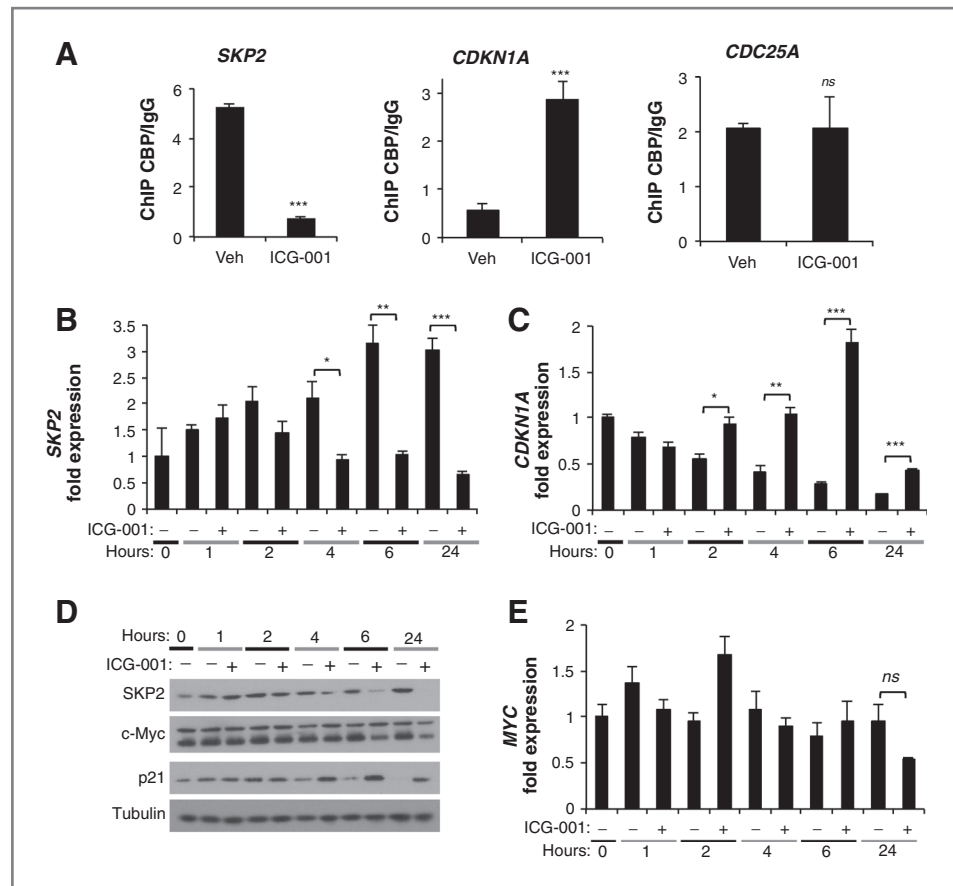 A
SKP2
CDKN1A
CDC25A
ChIP CBP/IgG
6
4
2
0
***
Veh ICG-001
ChIP CBP/IgG
3
2
1
0
***
Veh ICG-001
ChIP CBP/IgG
3
2
1
0
ns
Veh ICG-001
B
SKP2
fold expression
3.5
3
2.5
2
1.5
1
0.5
0
*
**
***
ICG-001: – – + – + – + – + – +
Hours: 0 1 2 4 6 24
C
CDKN1A
fold expression
2
1.5
1
0.5
0
*
**
***
***
ICG-001: – – + – + – + – + – +
Hours: 0 1 2 4 6 24
D
Hours: 0 1 2 4 6 24
ICG-001: – – + – + – + – + – +
SKP2
c-Myc
p21
Tubulin
E
MYC
fold expression
2
1.5
1
0.5
0
ns
ICG-001: – – + – + – + – + – +
Hours: 0 1 2 4 6 24